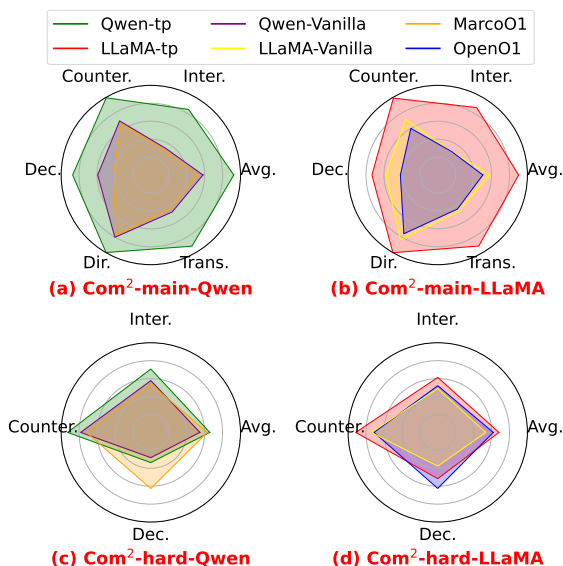 Qwen-tp Qwen-Vanilla MarcoO1
LLaMA-tp LLaMA-Vanilla OpenO1
Counter. Inter. Counter. Inter.
Dec. Avg. Dec. Avg.
Dir. Trans. Dir. Trans.
(a) Com²-main-Qwen (b) Com²-main-LLaMA
Inter. Inter.
Counter. Avg. Counter. Avg.
Dec. Dec.
(c) Com²-hard-Qwen (d) Com²-hard-LLaMA